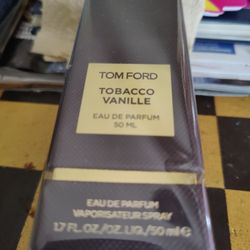 TOM FORD
TOBACCO
VANILLE
EAU DE PARFUM
50 ML
EAU DE PARFUM
VAPORISATEUR SPRAY
1.7 FL.OZ/OZ.LIQ./50 ml ℮